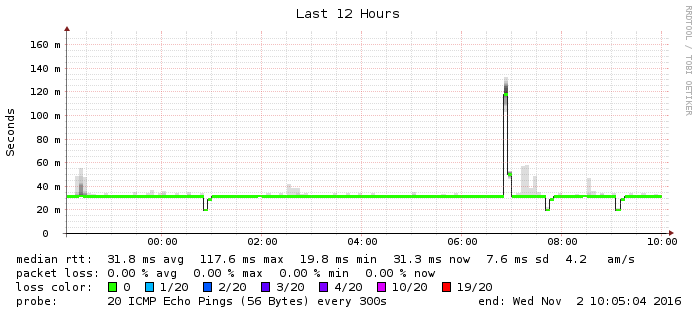 Last 12 Hours
RRDTOOL / TOBI OETIKER
Seconds
160 m
140 m
120 m
100 m
80 m
60 m
40 m
20 m
0
00:00 02:00 04:00 06:00 08:00 10:00
median rtt: 31.8 ms avg 117.6 ms max 19.8 ms min 31.3 ms now 7.6 ms sd 4.2 am/s
packet loss: 0.00 % avg 0.00 % max 0.00 % min 0.00 % now
loss color: 0 1/20 2/20 3/20 4/20 10/20 19/20
probe: 20 ICMP Echo Pings (56 Bytes) every 300s end: Wed Nov 2 10:05:04 2016